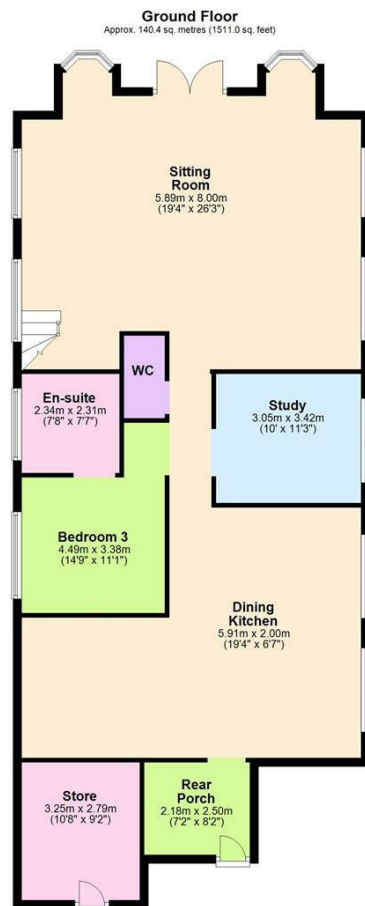 Ground Floor
Approx. 140.4 sq. metres (1511.0 sq. feet)
Sitting
Room
5.89m x 8.00m
(19'4" x 26'3")
WC
En-suite
2.34m x 2.31m
(7'8" x 7'7")
Study
3.05m x 3.42m
(10' x 11'3")
Bedroom 3
4.49m x 3.38m
(14'9" x 11'1")
Dining
Kitchen
5.91m x 2.00m
(19'4" x 6'7")
Store
3.25m x 2.79m
(10'8" x 9'2")
Rear
Porch
2.18m x 2.50m
(7'2" x 8'2")